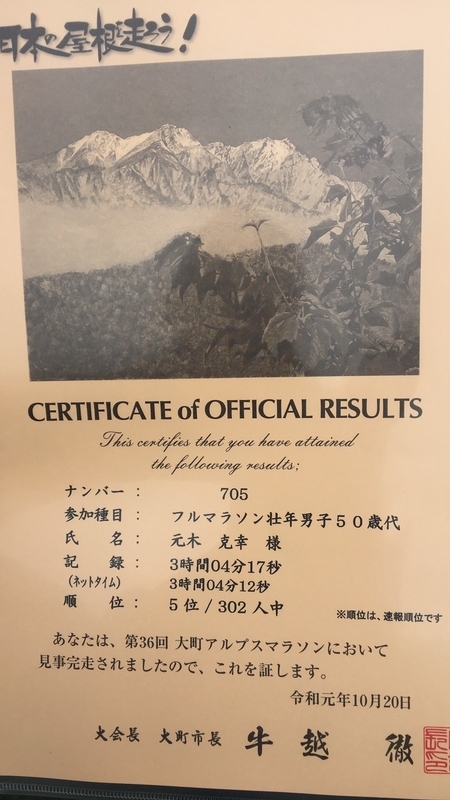 日本の屋根を走ろう！
CERTIFICATE of OFFICIAL RESULTS
This certifies that you have attained
the following results;
ナンバー： 705
参加種目： フルマラソン壮年男子５０歳代
氏　　名： 元木　克幸　様
記　　録： 3時間04分17秒
（ネットタイム） 3時間04分12秒
順　　位： 5 位 / 302 人中
※順位は、速報順位です
あなたは、第36回 大町アルプスマラソンにおいて
見事完走されましたので、これを証します。
令和元年10月20日
大会長　大町市長　牛　越　徹